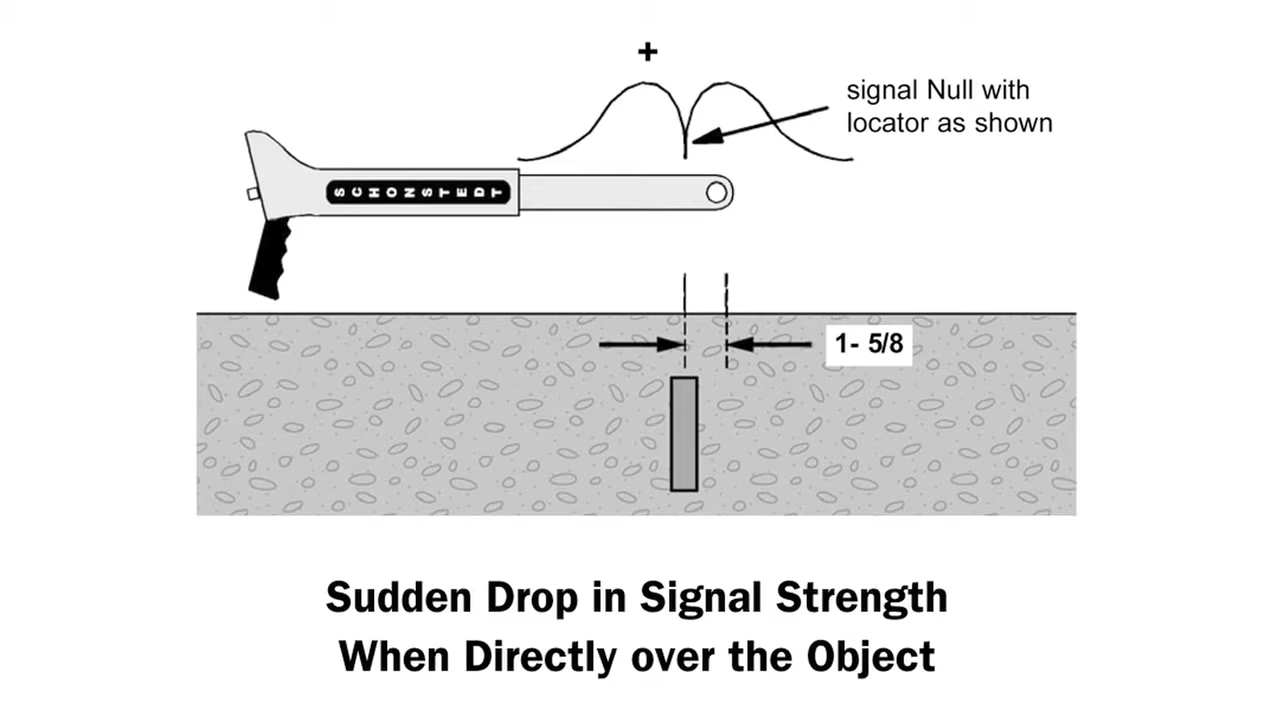 +
signal Null with
locator as shown
SCHONSTEDT
1- 5/8
Sudden Drop in Signal Strength
When Directly over the Object